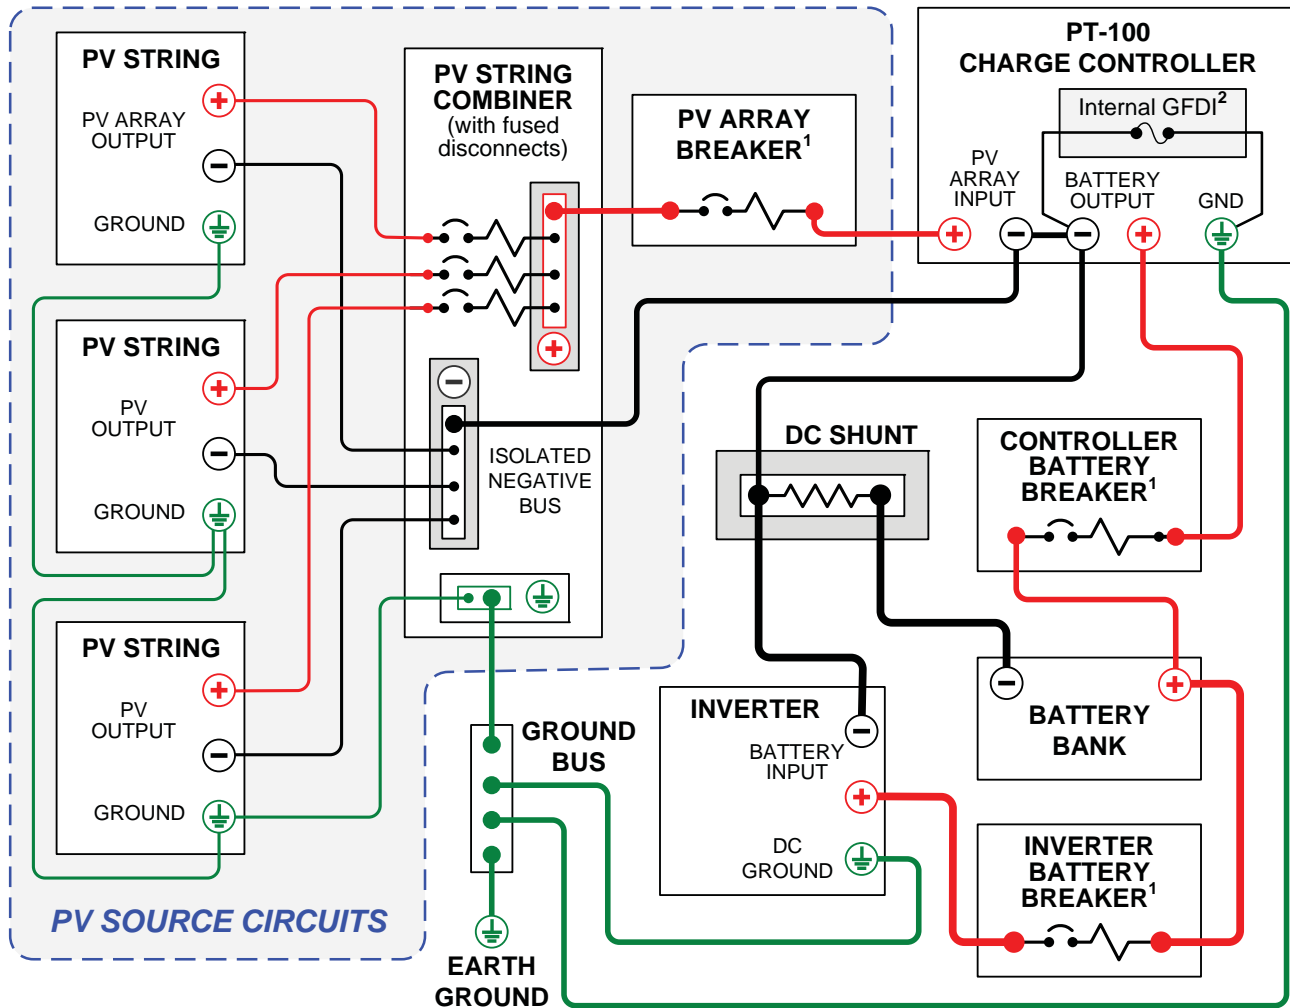 PV STRING
PV ARRAY
OUTPUT
GROUND
PV STRING
PV
OUTPUT
GROUND
PV STRING
PV
OUTPUT
GROUND
PV SOURCE CIRCUITS
PV STRING
COMBINER
(with fused
disconnects)
ISOLATED
NEGATIVE
BUS
PV ARRAY
BREAKER¹
PT-100
CHARGE CONTROLLER
Internal GFDI²
PV
ARRAY
INPUT
BATTERY
OUTPUT
GND
DC SHUNT
CONTROLLER
BATTERY
BREAKER¹
BATTERY
BANK
INVERTER
BATTERY
INPUT
DC
GROUND
INVERTER
BATTERY
BREAKER¹
GROUND
BUS
EARTH
GROUND